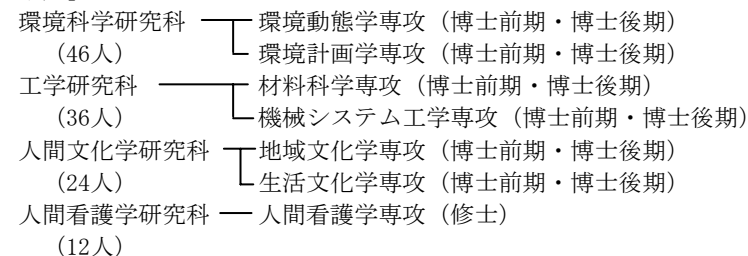 環境科学研究科 環境動態学専攻（博士前期・博士後期）
（46人） 環境計画学専攻（博士前期・博士後期）
工学研究科 材料科学専攻（博士前期・博士後期）
（36人） 機械システム工学専攻（博士前期・博士後期）
人間文化学研究科 地域文化学専攻（博士前期・博士後期）
（24人） 生活文化学専攻（博士前期・博士後期）
人間看護学研究科 人間看護学専攻（修士）
（12人）